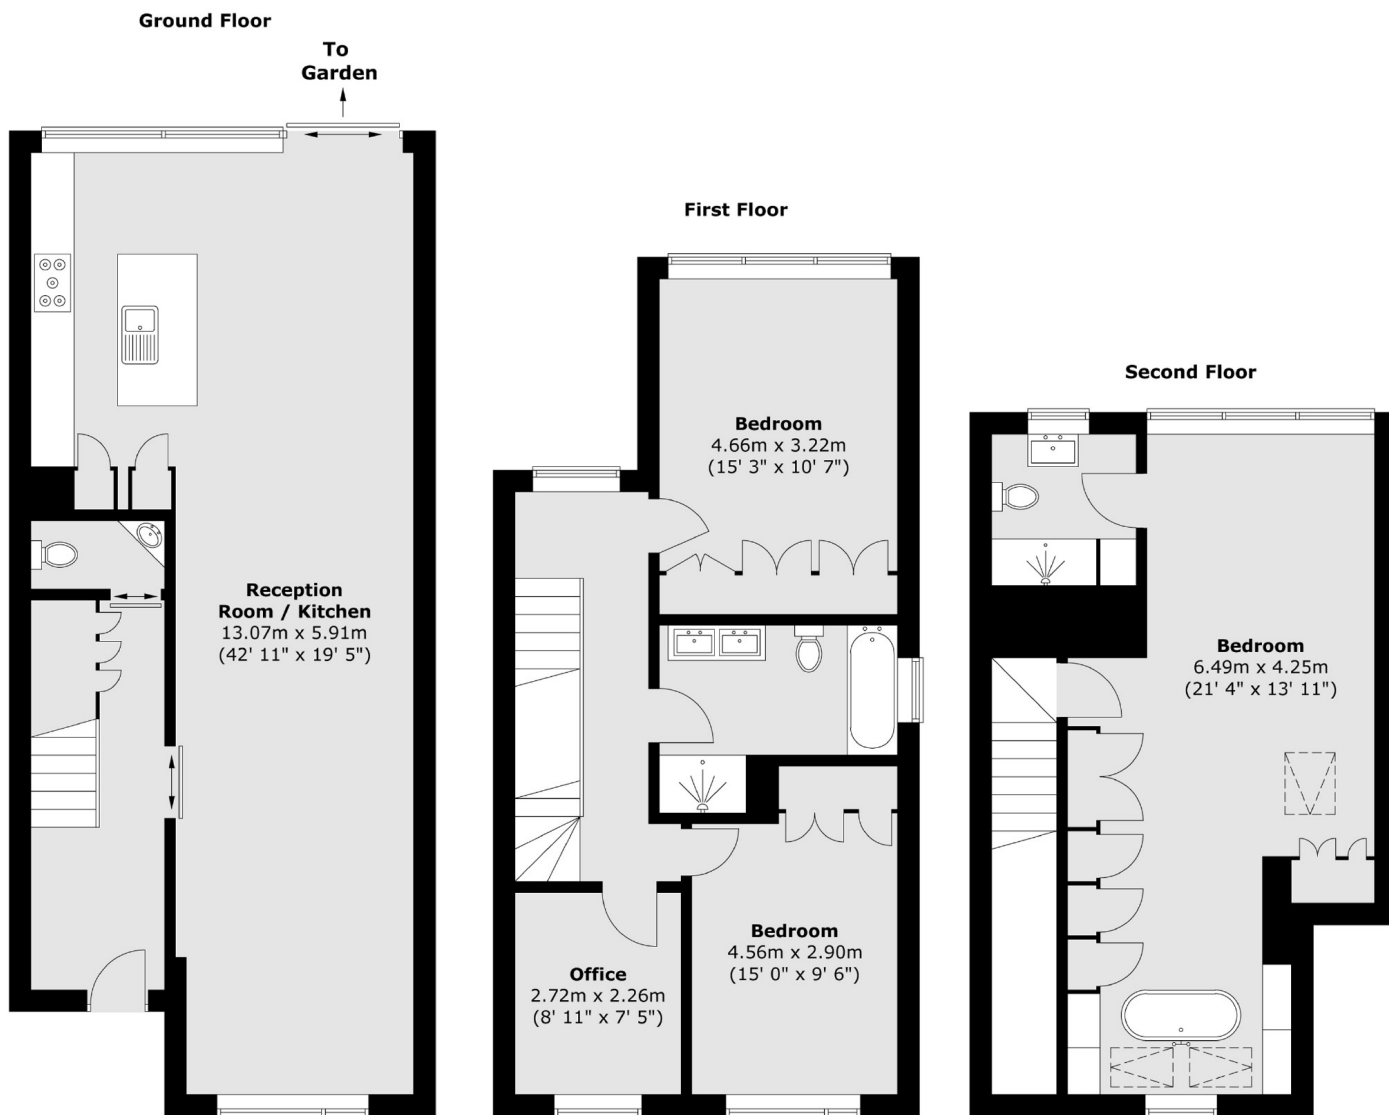 Ground Floor
To
Garden
Reception
Room / Kitchen
13.07m x 5.91m
(42' 11" x 19' 5")
First Floor
Bedroom
4.66m x 3.22m
(15' 3" x 10' 7")
Bedroom
4.56m x 2.90m
(15' 0" x 9' 6")
Office
2.72m x 2.26m
(8' 11" x 7' 5")
Second Floor
Bedroom
6.49m x 4.25m
(21' 4" x 13' 11")